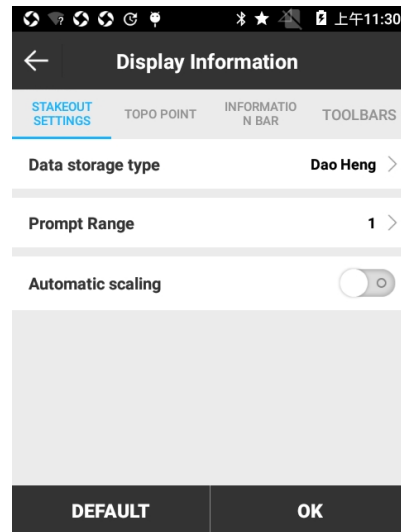 上午11:30
Display Information
STAKEOUT
SETTINGS
TOPO POINT
INFORMATIO
N BAR
TOOLBARS
Data storage type
Dao Heng
Prompt Range
1
Automatic scaling
DEFAULT
OK